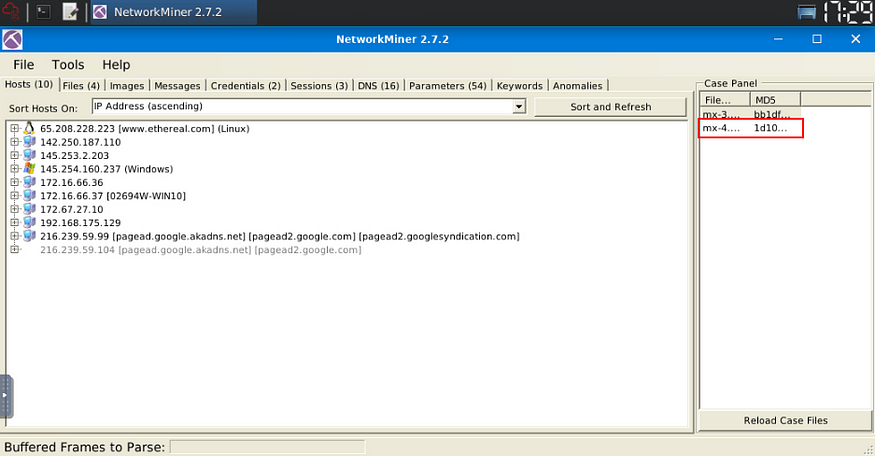 NetworkMiner 2.7.2
17:29
NetworkMiner 2.7.2
File Tools Help
Hosts (10) Files (4) Images Messages Credentials (2) Sessions (3) DNS (16) Parameters (54) Keywords Anomalies
Sort Hosts On: IP Address (ascending) Sort and Refresh
65.208.228.223 [www.ethereal.com] (Linux)
142.250.187.110
145.253.2.203
145.254.160.237 (Windows)
172.16.66.36
172.16.66.37 [02694W-WIN10]
172.67.27.10
192.168.175.129
216.239.59.99 [pagead.google.akadns.net] [pagead2.google.com] [pagead2.googlesyndication.com]
216.239.59.104 [pagead.google.akadns.net] [pagead2.google.com]
Case Panel
File... MD5
mx-3.... bb1df...
mx-4.... 1d10...
Reload Case Files
Buffered Frames to Parse: